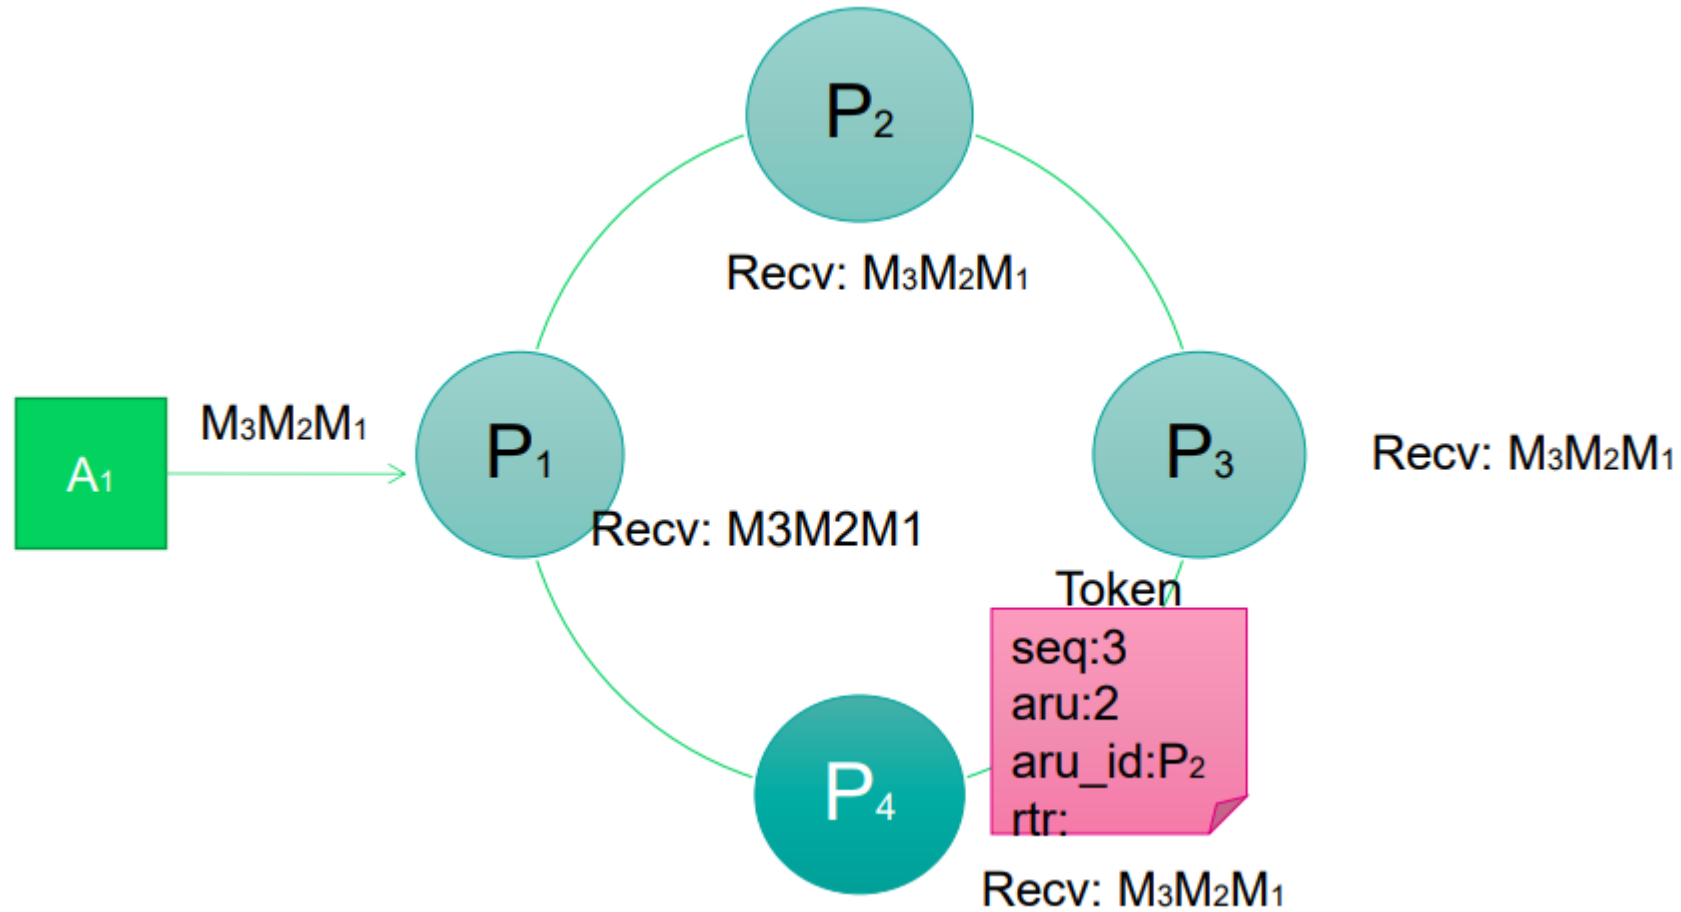 P₂
Recv: M₃M₂M₁
A₁
M₃M₂M₁
P₁
Recv: M3M2M1
P₃
Recv: M₃M₂M₁
Token
seq:3
aru:2
aru_id:P₂
rtr:
P₄
Recv: M₃M₂M₁